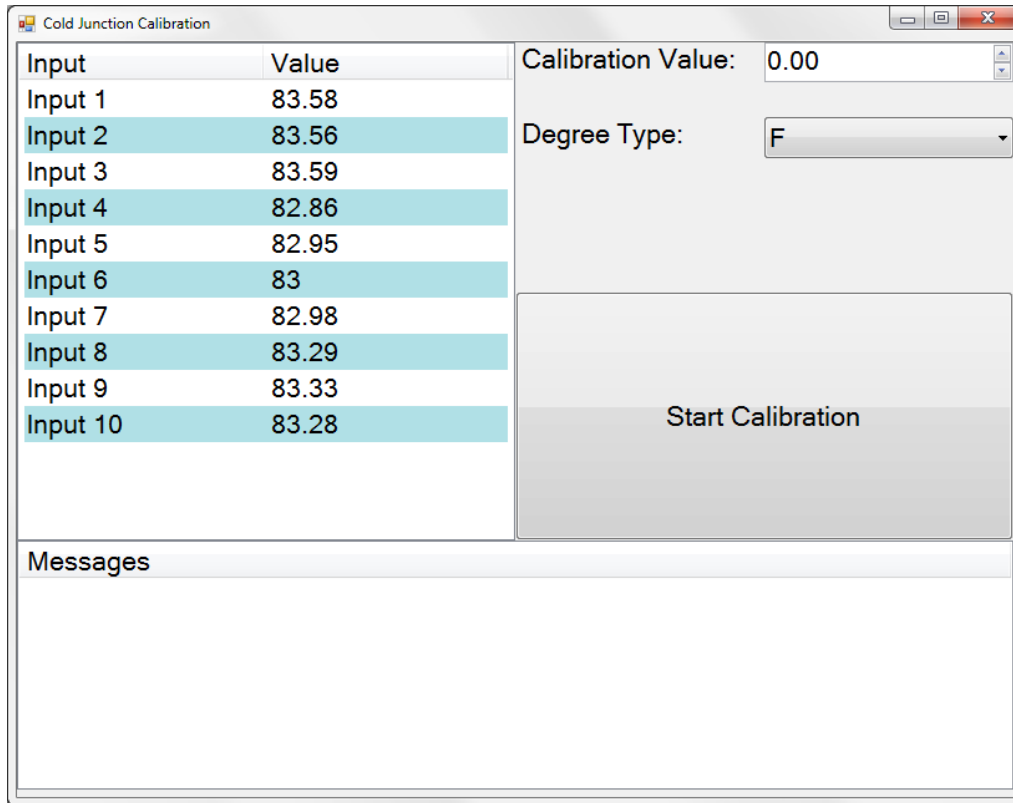 Cold Junction Calibration
Input Value
Input 1 83.58
Input 2 83.56
Input 3 83.59
Input 4 82.86
Input 5 82.95
Input 6 83
Input 7 82.98
Input 8 83.29
Input 9 83.33
Input 10 83.28
Calibration Value: 0.00
Degree Type: F
Start Calibration
Messages